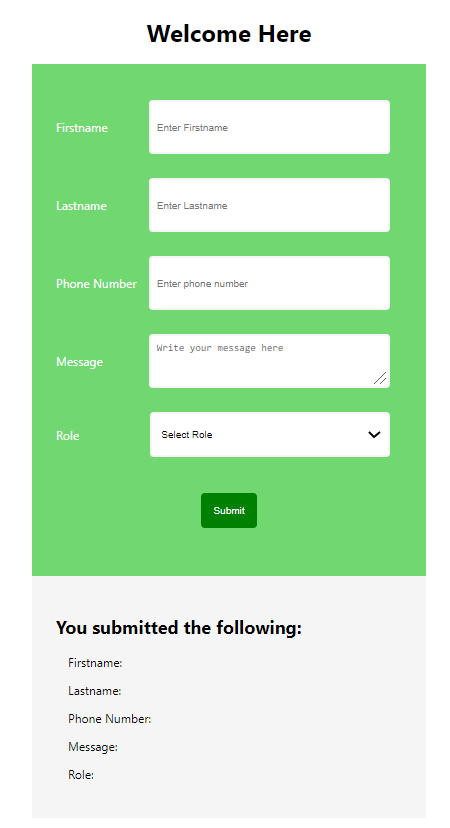 Welcome Here
Firstname
Enter Firstname
Lastname
Enter Lastname
Phone Number
Enter phone number
Message
Write your message here
Role
Select Role
Submit
You submitted the following:
Firstname:
Lastname:
Phone Number:
Message:
Role: